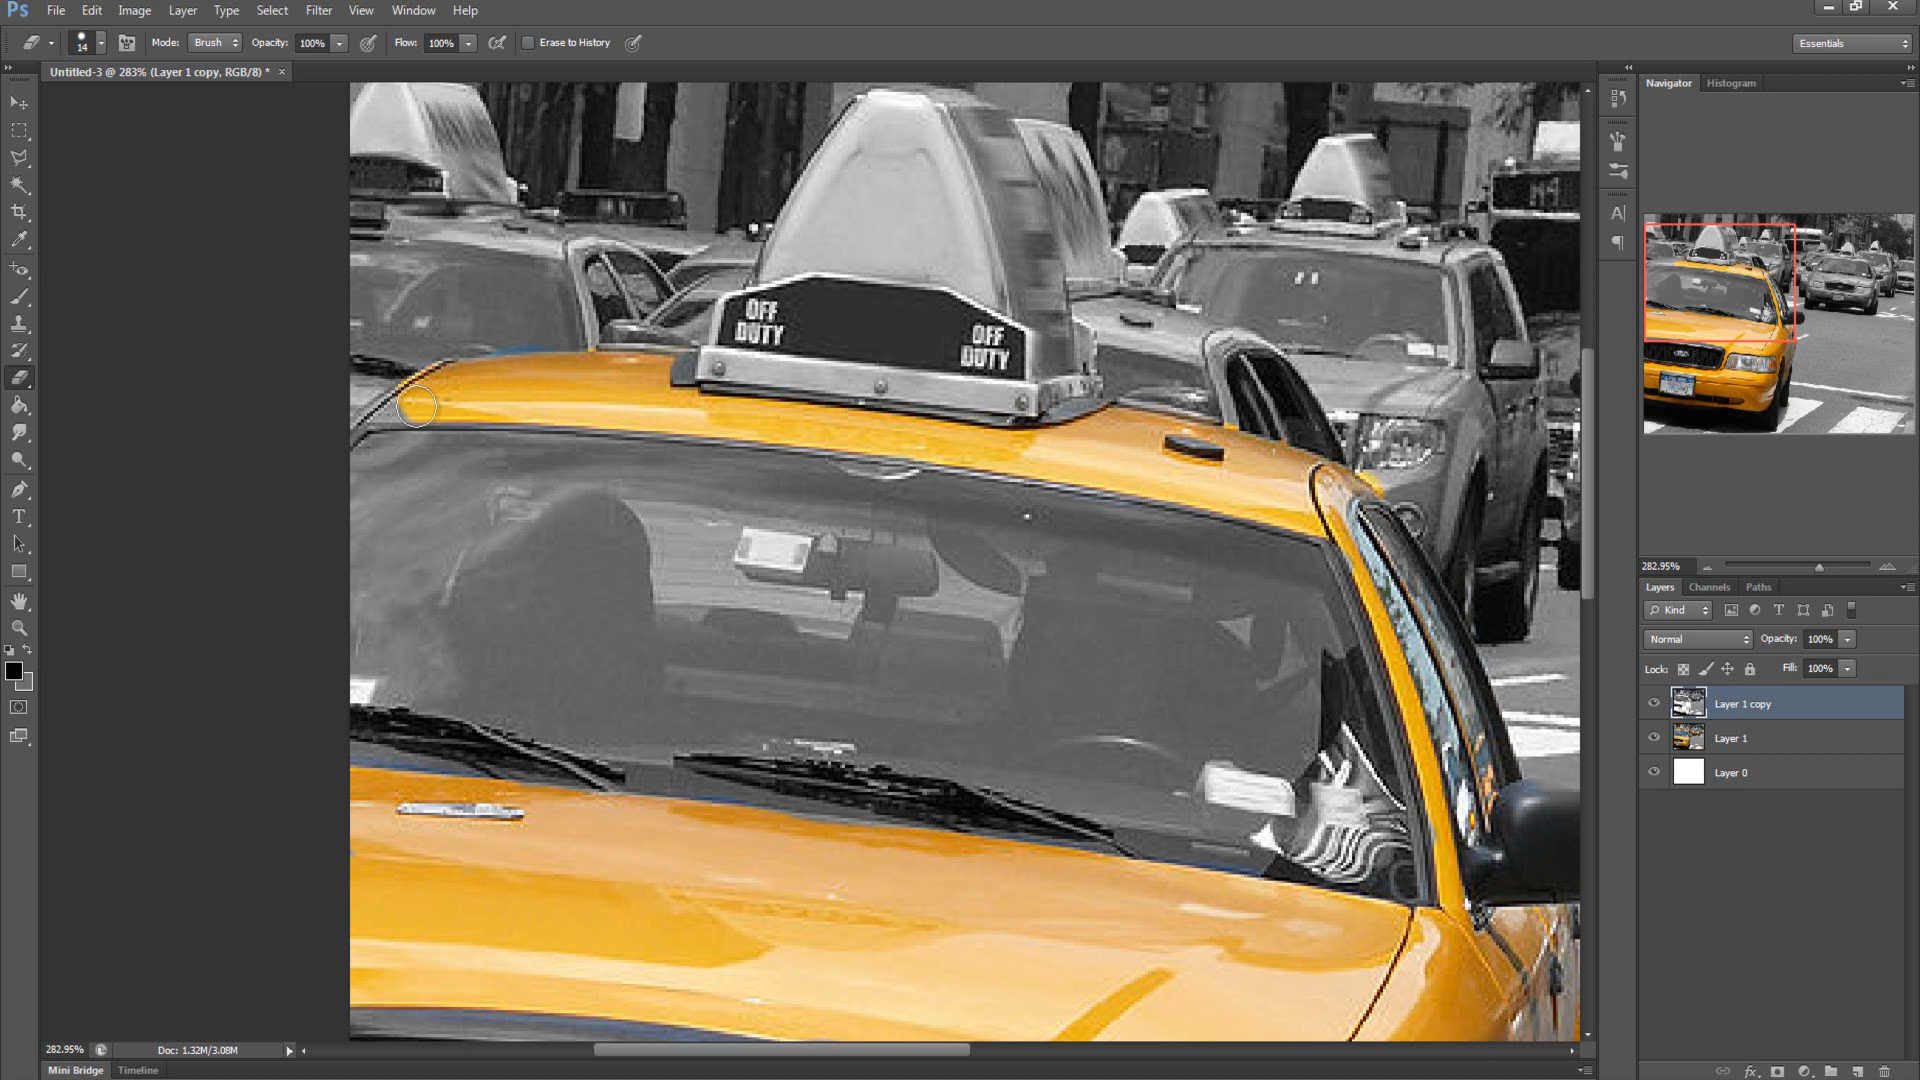 Ps File Edit Image Layer Type Select Filter View Window Help
14 Mode: Brush Opacity: 100% Flow: 100% Erase to History Essentials
Untitled-3 @ 283% (Layer 1 copy, RGB/8) * ×
Navigator Histogram
OFF
DUTY
OFF
DUTY
282.95%
Layers Channels Paths
Kind
Normal Opacity: 100%
Lock: Fill: 100%
Layer 1 copy
Layer 1
Layer 0
282.95% Doc: 1.32M/3.08M
Mini Bridge Timeline